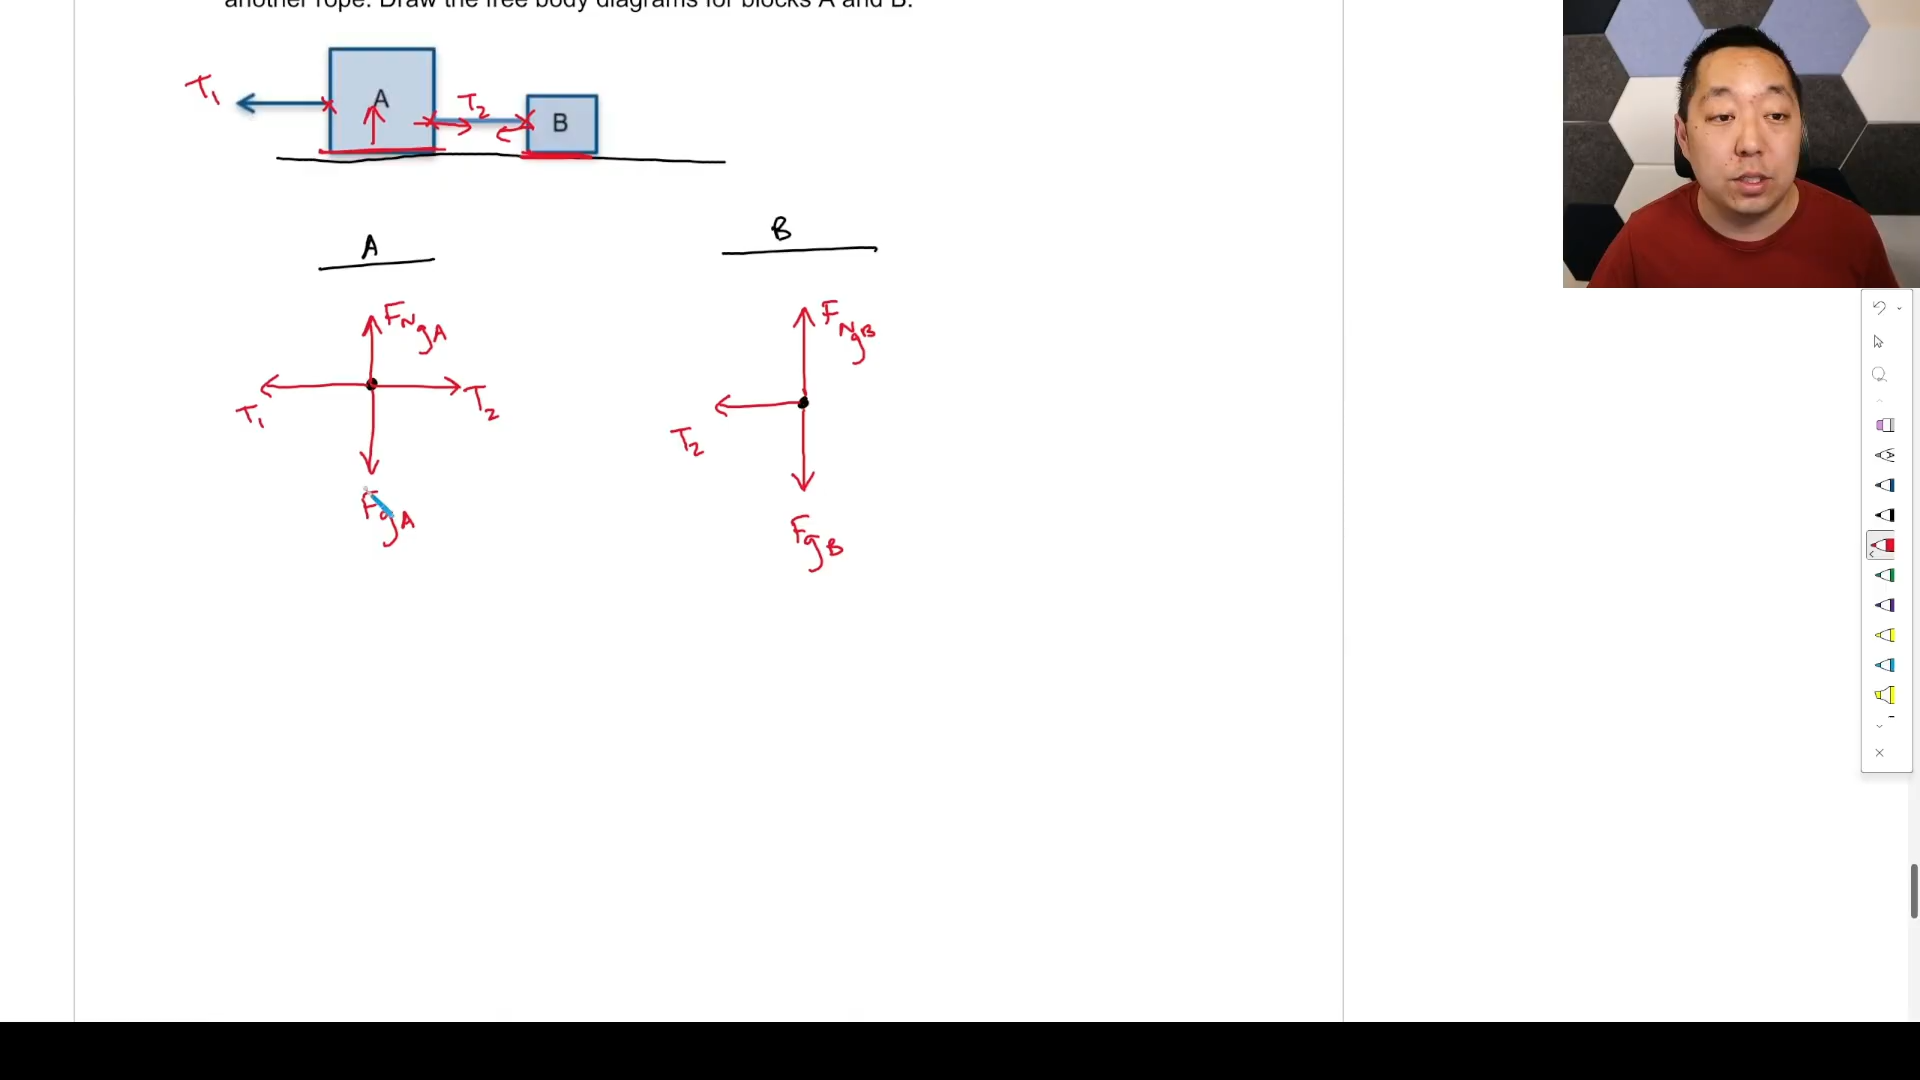 another rope. Draw the free body diagrams for blocks A and B.
T1
A
T2
B
A
B
FNgA
FNgB
T1
T2
T2
FgA
FgB